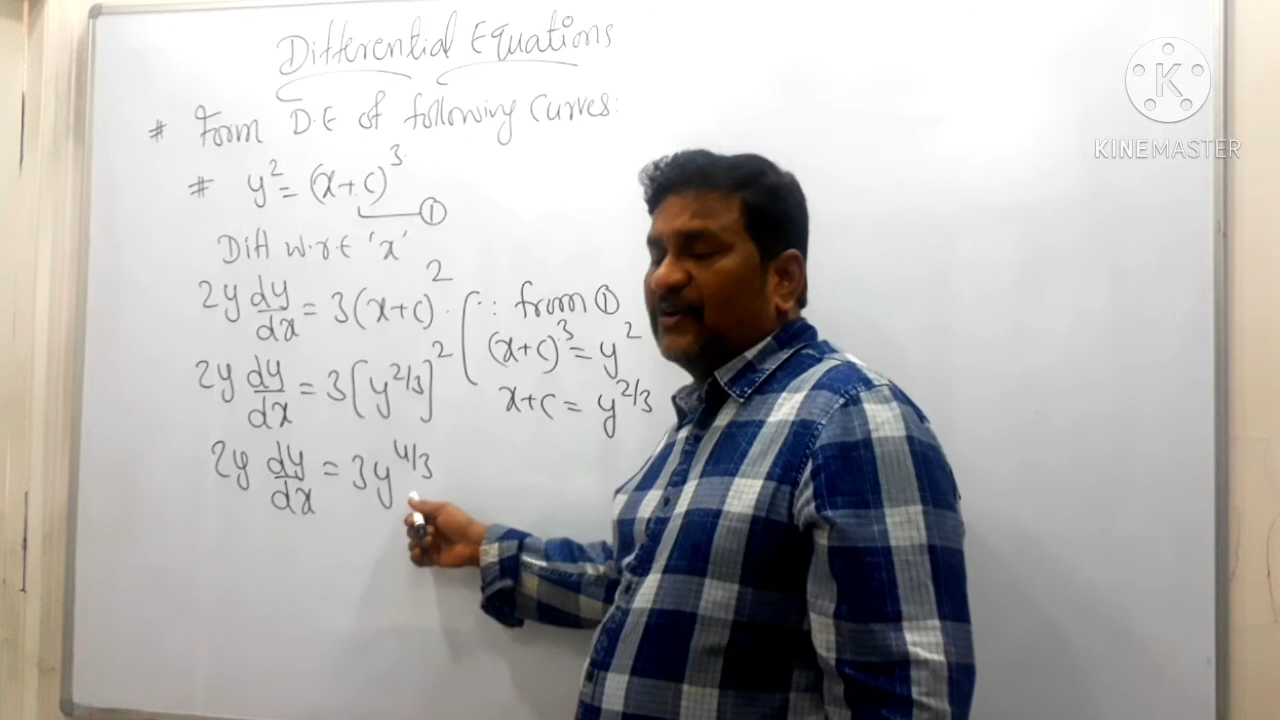 Differential Equations
# Form D.E of following Curves:
# y² = (x+c)³
①
Diff w.r.t 'x'
2y dy/dx = 3(x+c)²
(∵ from ①
(x+c)³ = y²
x+c = y^{2/3}
2y dy/dx = 3[y^{2/3}]²
2y dy/dx = 3y^{4/3}
K
KINEMASTER